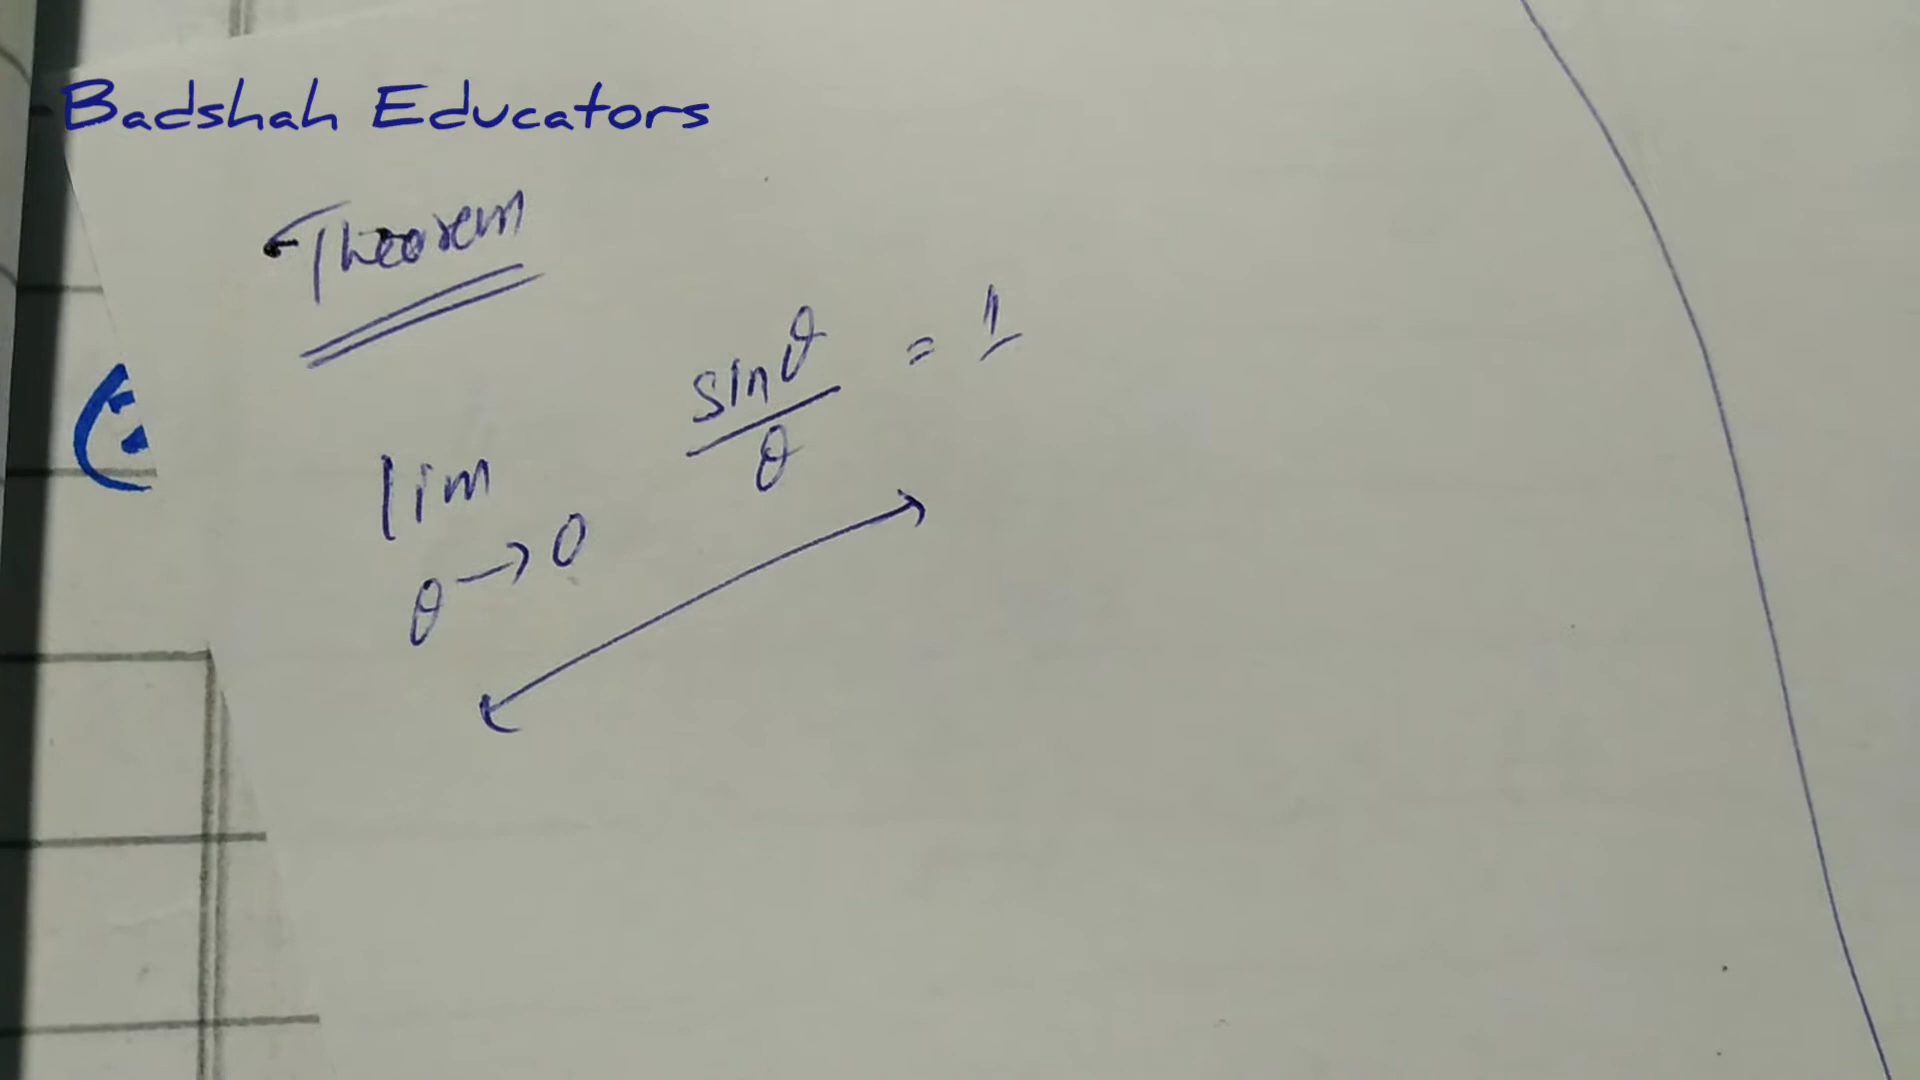 Badshah Educators
Theorem
lim θ→0 sinθ/θ = 1